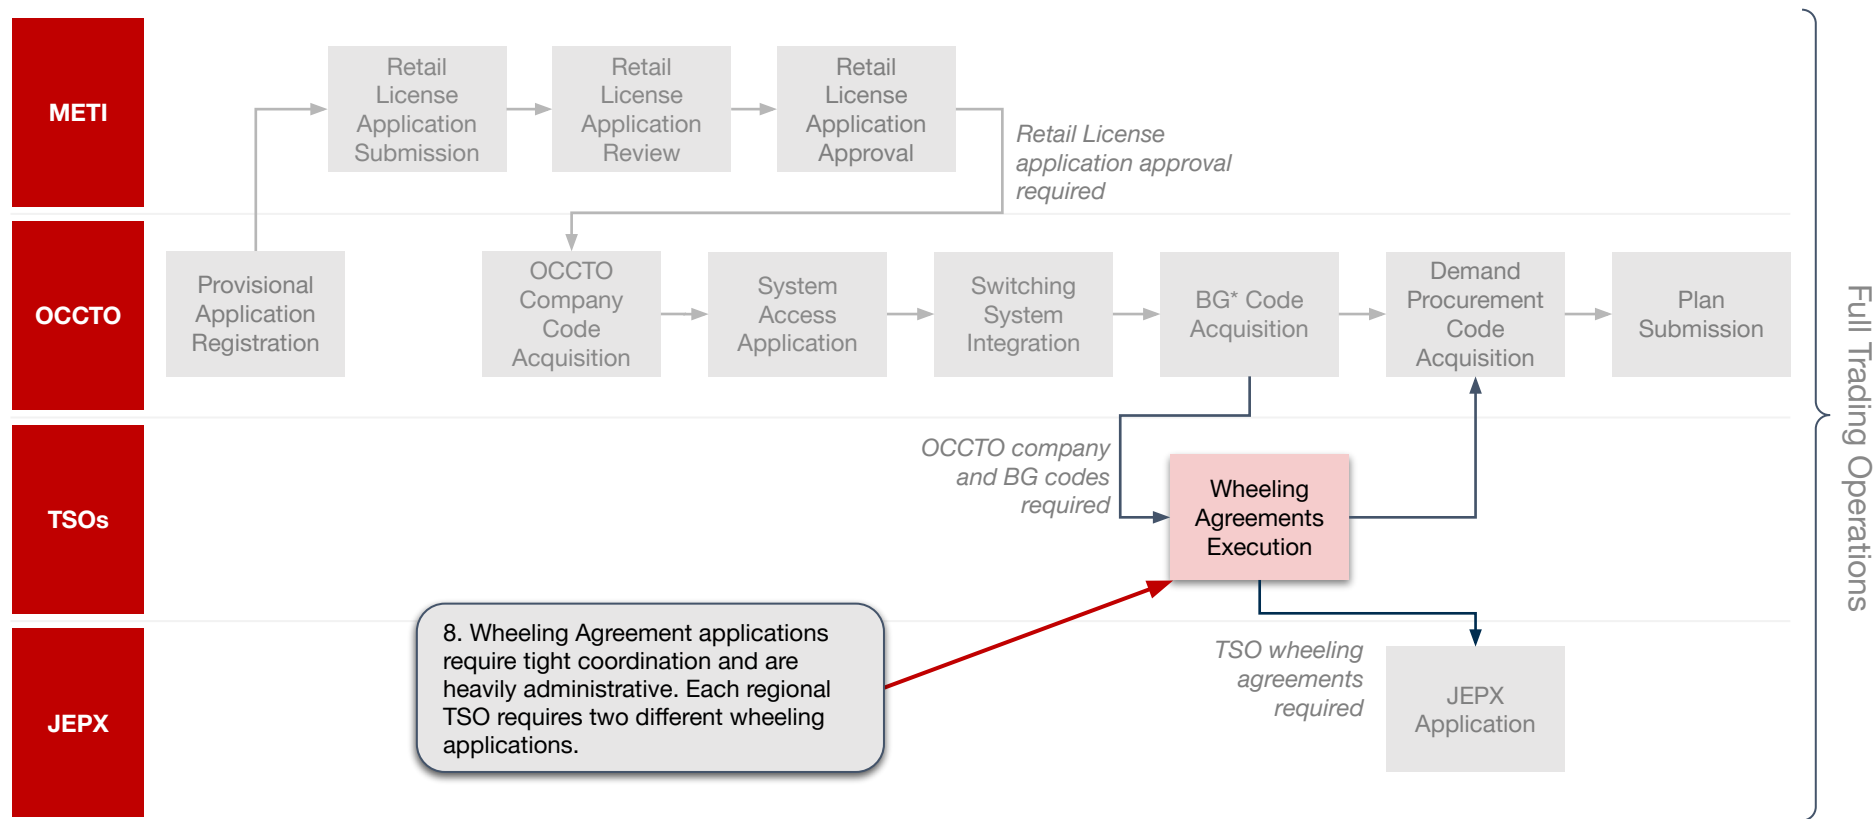 METI
Retail
License
Application
Submission
Retail
License
Application
Review
Retail
License
Application
Approval
Retail License
application approval
required
OCCTO
Provisional
Application
Registration
OCCTO
Company
Code
Acquisition
System
Access
Application
Switching
System
Integration
BG* Code
Acquisition
Demand
Procurement
Code
Acquisition
Plan
Submission
TSOs
OCCTO company
and BG codes
required
Wheeling
Agreements
Execution
JEPX
8. Wheeling Agreement applications
require tight coordination and are
heavily administrative. Each regional
TSO requires two different wheeling
applications.
TSO wheeling
agreements
required
JEPX
Application
Full Trading Operations